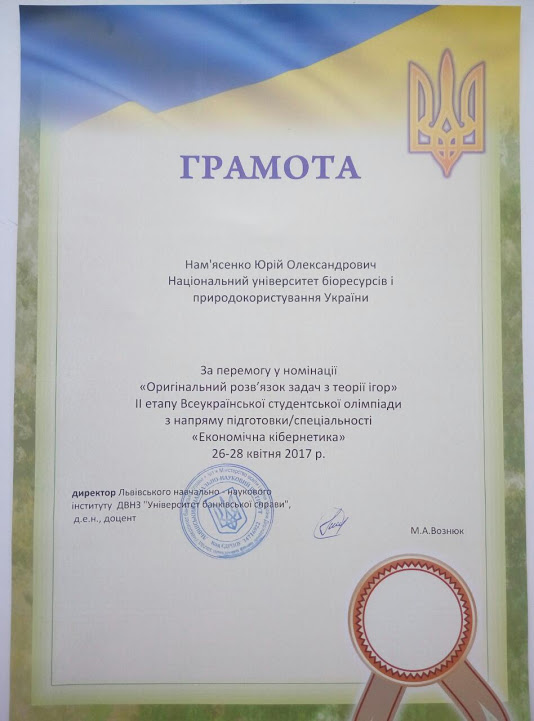 ГРАМОТА
Нам'ясенко Юрій Олександрович
Національний університет біоресурсів і
природокористування України
За перемогу у номінації
«Оригінальний розв’язок задач з теорії ігор»
ІІ етапу Всеукраїнської студентської олімпіади
з напряму підготовки/спеціальності
«Економічна кібернетика»
26-28 квітня 2017 р.
директор Львівського навчально - наукового
інституту ДВНЗ "Університет банківської справи",
д.е.н., доцент
М.А.Вознюк